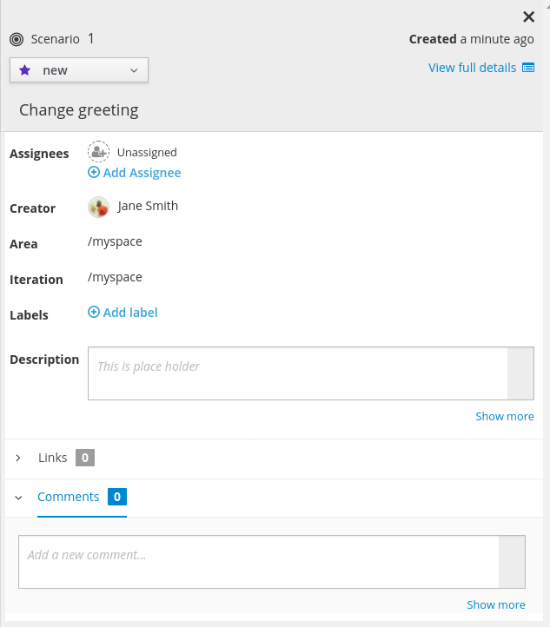 Scenario 1
Created a minute ago
new
View full details
Change greeting
Assignees
Unassigned
Add Assignee
Creator
Jane Smith
Area
/myspace
Iteration
/myspace
Labels
Add label
Description
This is place holder
Show more
Links 0
Comments 0
Add a new comment...
Show more